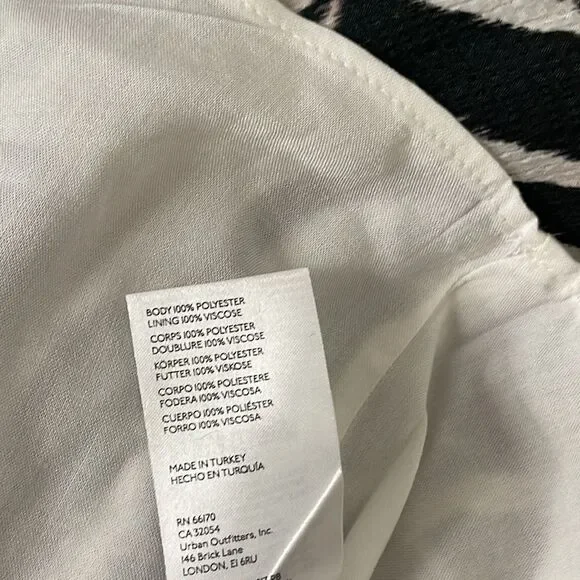 BODY 100% POLYESTER
LINING 100% VISCOSE
CORPS 100% POLYESTER
DOUBLURE 100% VISCOSE
KÖRPER 100% POLYESTER
FUTTER 100% VISKOSE
CORPO 100% POLIESTERE
FODERA 100% VISCOSA
CUERPO 100% POLIÉSTER
FORRO 100% VISCOSA
MADE IN TURKEY
HECHO EN TURQUÍA
RN 66170
CA 32054
Urban Outfitters, Inc.
146 Brick Lane
LONDON, E1 6RU